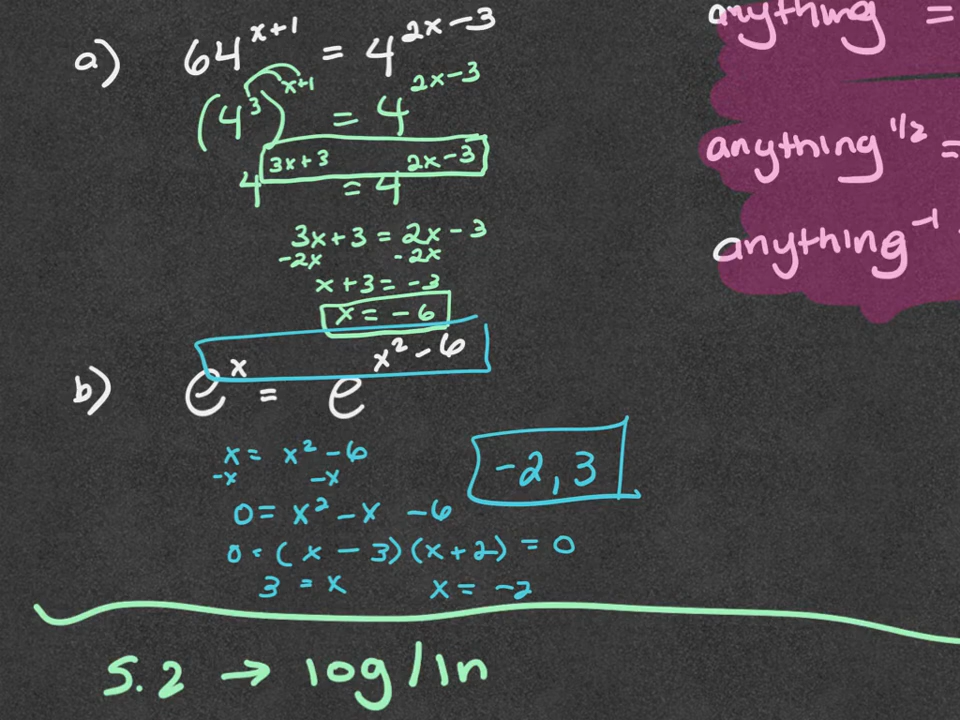 a) 64^(x+1) = 4^(2x-3)
(4^3)^(x+1) = 4^(2x-3)
4^(3x+3) = 4^(2x-3)
3x+3 = 2x-3
-2x -2x
x+3 = -3
x = -6
b) e^x = e^(x²-6)
x = x²-6
-x -x
0 = x²-x-6
0 = (x-3)(x+2) = 0
3 = x x = -2
-2, 3
5.2 → log/ln
anything =
anything^(1/2) =
anything^(-1)